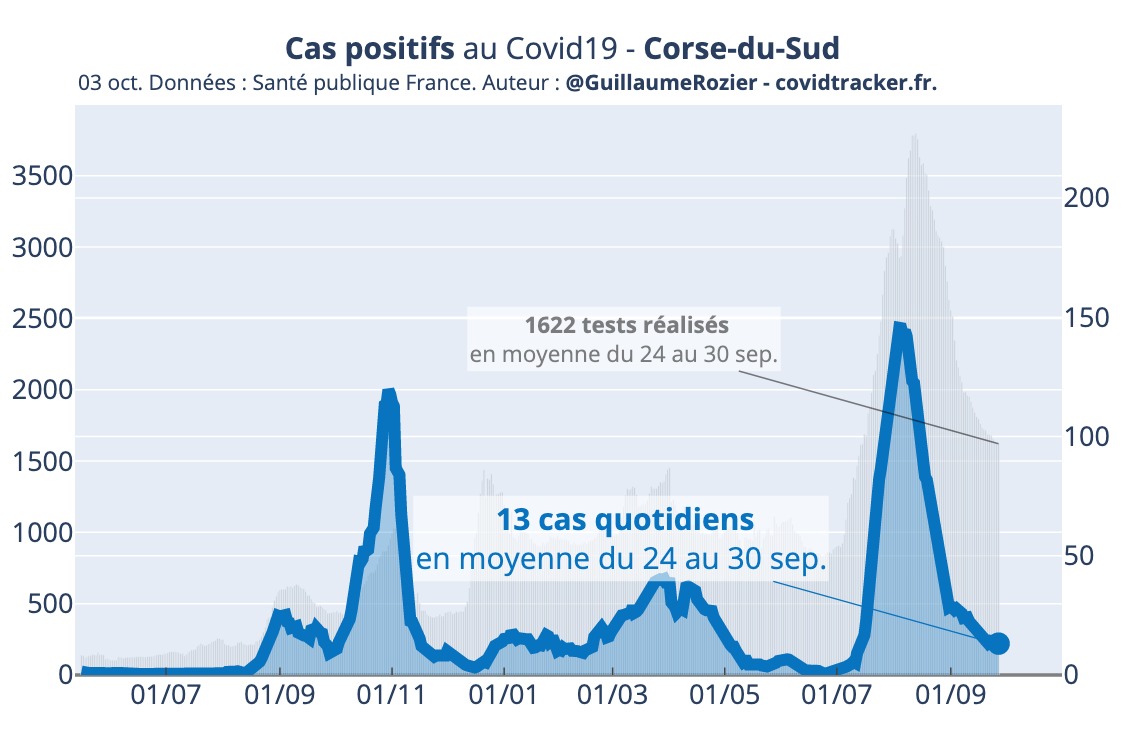 Cas positifs au Covid19 - Corse-du-Sud
03 oct. Données : Santé publique France. Auteur : @GuillaumeRozier - covidtracker.fr.
3500
3000
2500
2000
1500
1000
500
0
200
150
100
50
0
1622 tests réalisés
en moyenne du 24 au 30 sep.
13 cas quotidiens
en moyenne du 24 au 30 sep.
01/07 01/09 01/11 01/01 01/03 01/05 01/07 01/09